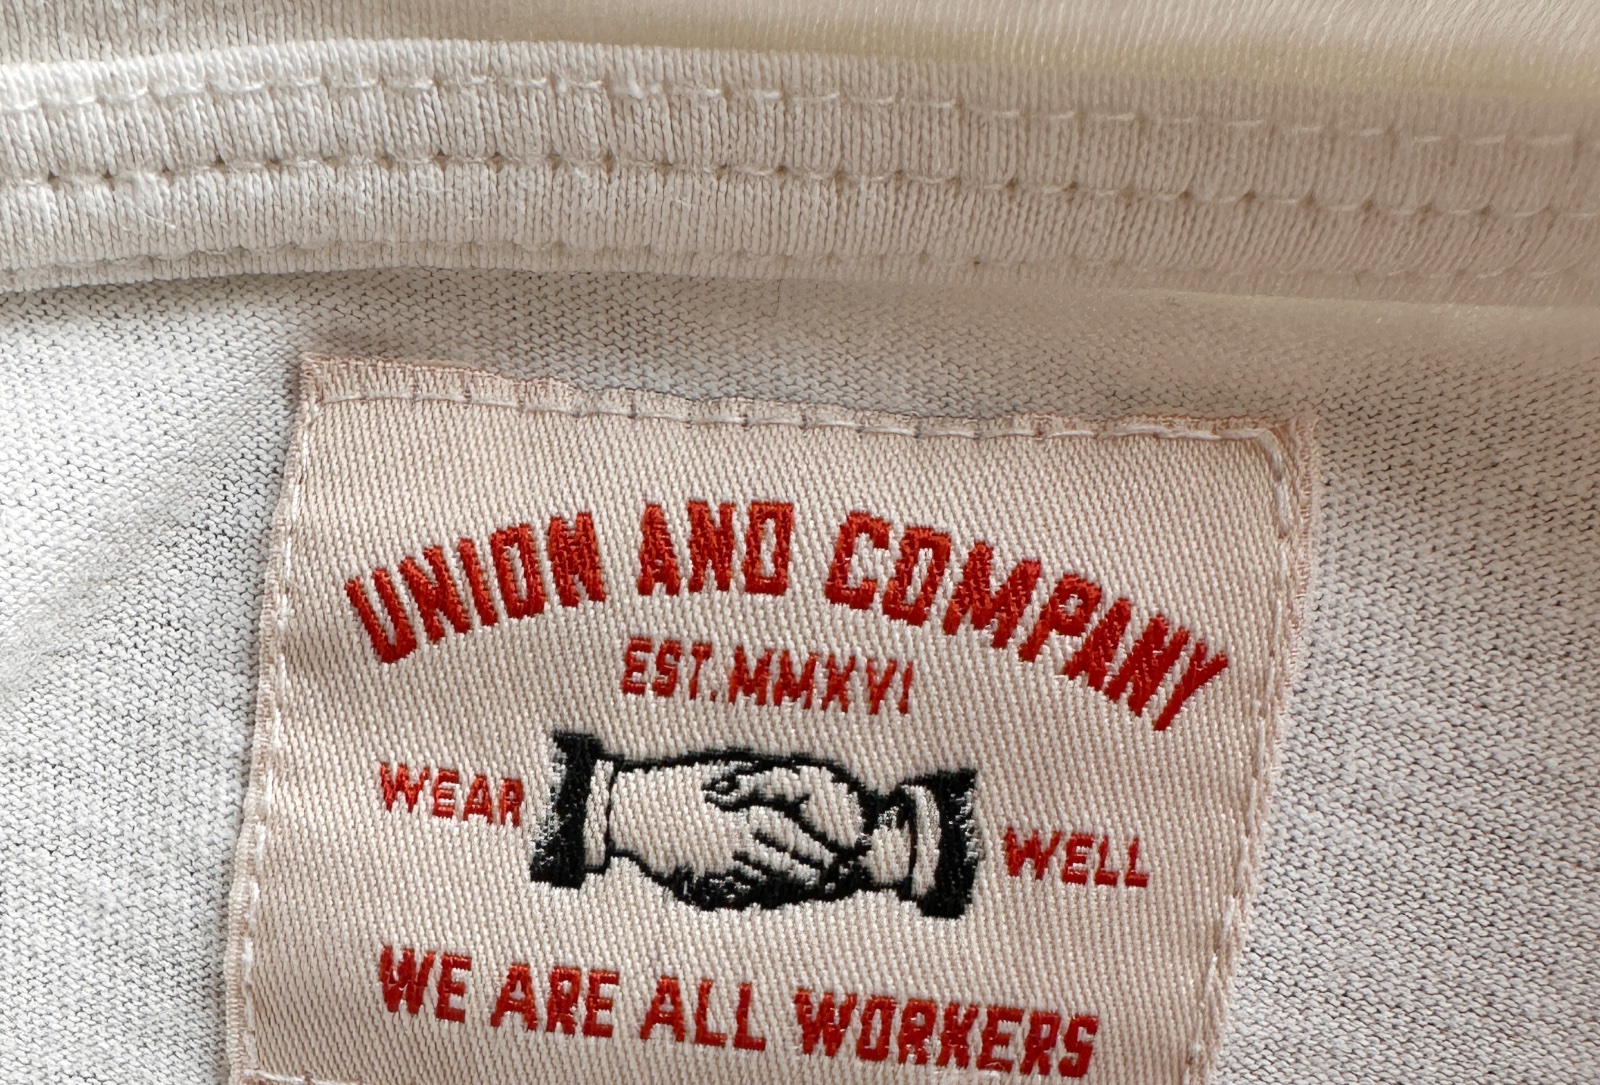 UNION AND COMPANY
EST. MMXVI
WEAR WELL
WE ARE ALL WORKERS